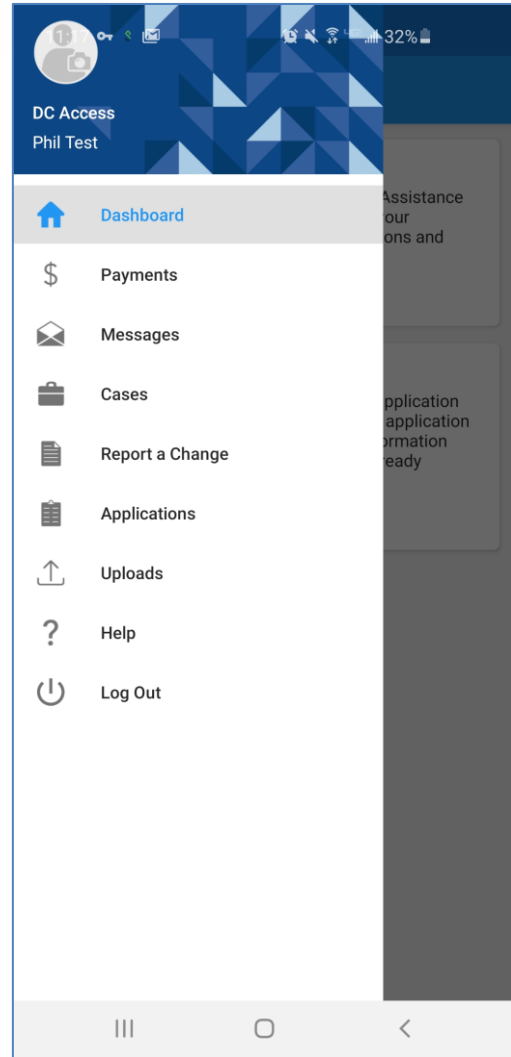 32%
DC Access
Phil Test
Dashboard
Payments
Messages
Cases
Report a Change
Applications
Uploads
Help
Log Out
Assistance
our
ons and
pplication
application
ormation
ready